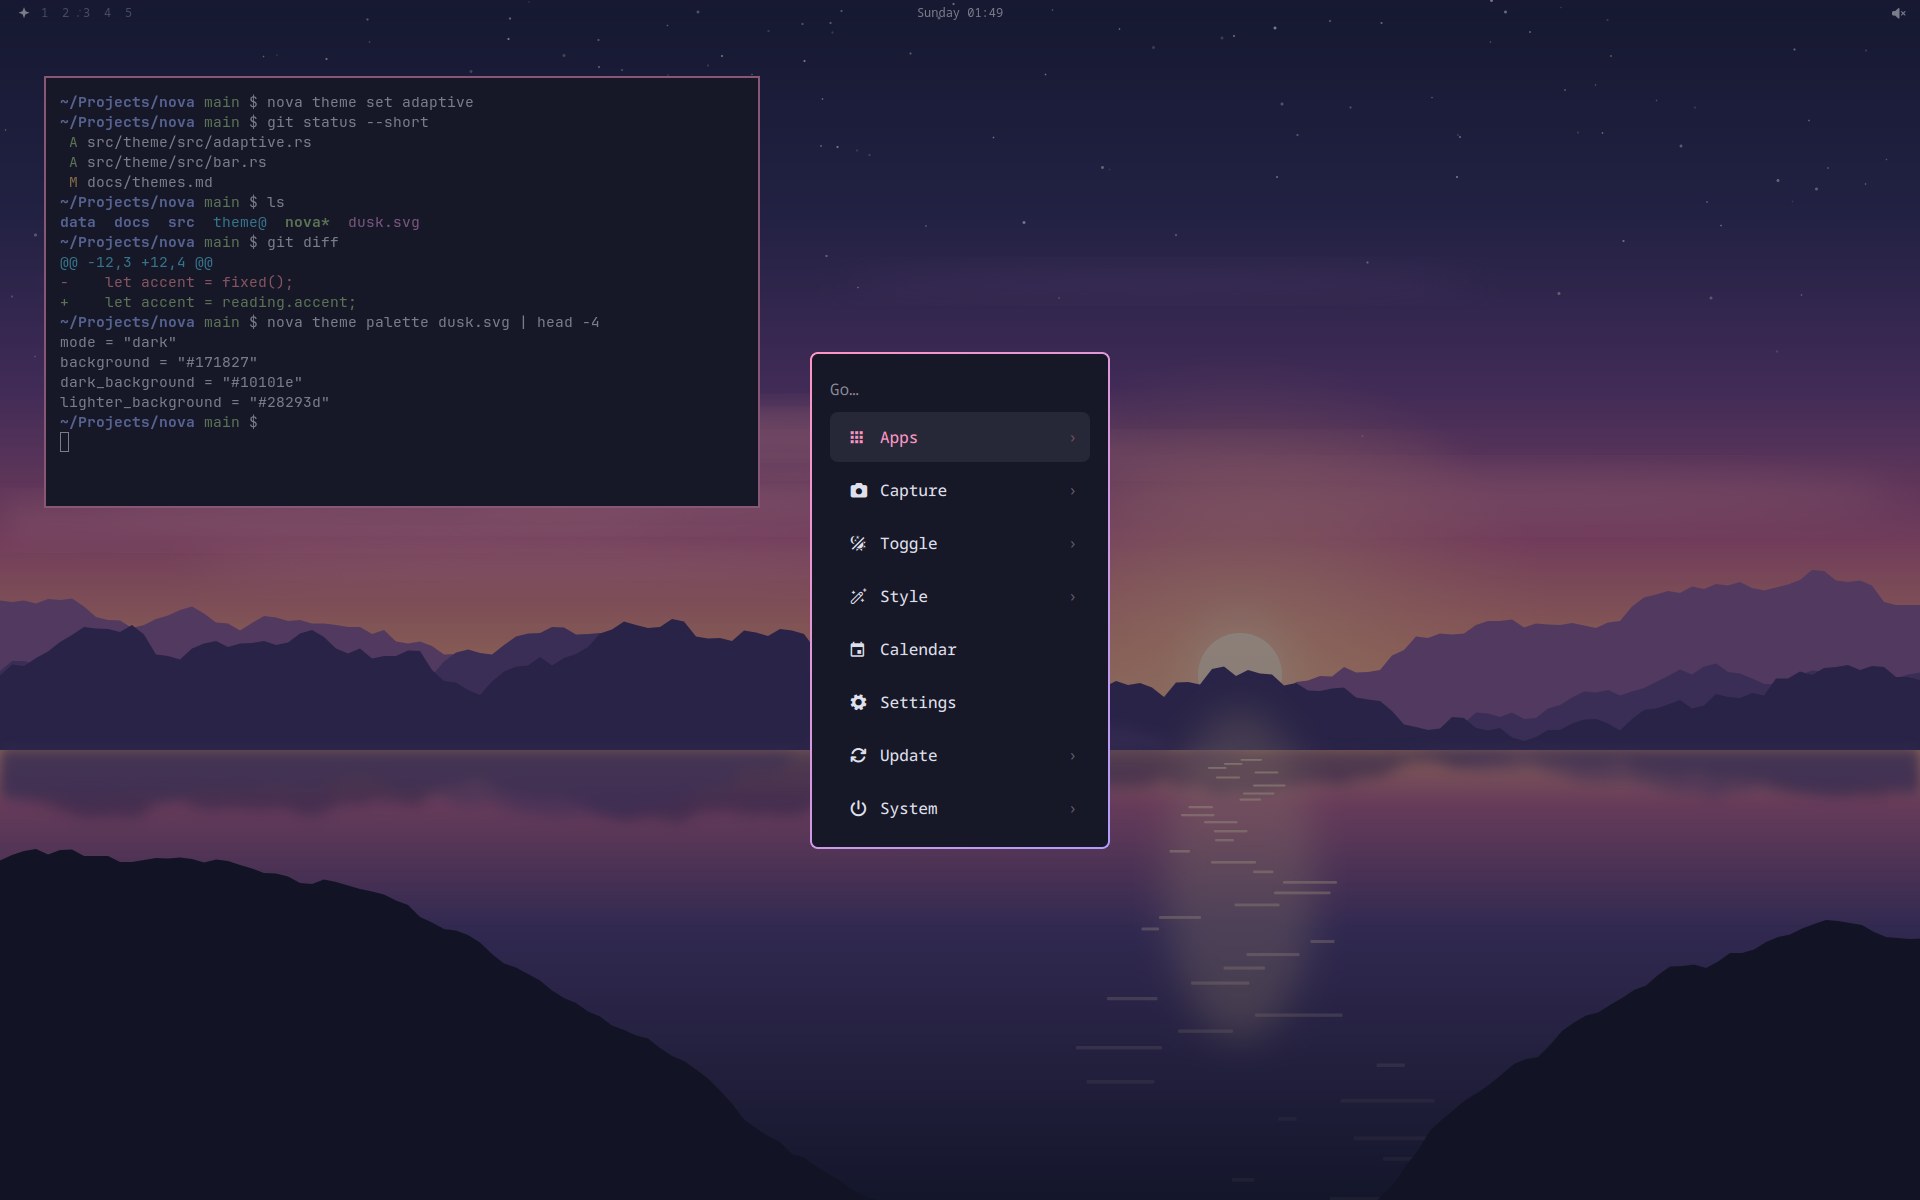 1 2 3 4 5
Sunday 01:49
~/Projects/nova main $ nova theme set adaptive
~/Projects/nova main $ git status --short
A src/theme/src/adaptive.rs
A src/theme/src/bar.rs
M docs/themes.md
~/Projects/nova main $ ls
data docs src theme@ nova* dusk.svg
~/Projects/nova main $ git diff
@@ -12,3 +12,4 @@
-    let accent = fixed();
+    let accent = reading.accent;
~/Projects/nova main $ nova theme palette dusk.svg | head -4
mode = "dark"
background = "#171827"
dark_background = "#10101e"
lighter_background = "#28293d"
~/Projects/nova main $
Go…
Apps
Capture
Toggle
Style
Calendar
Settings
Update
System